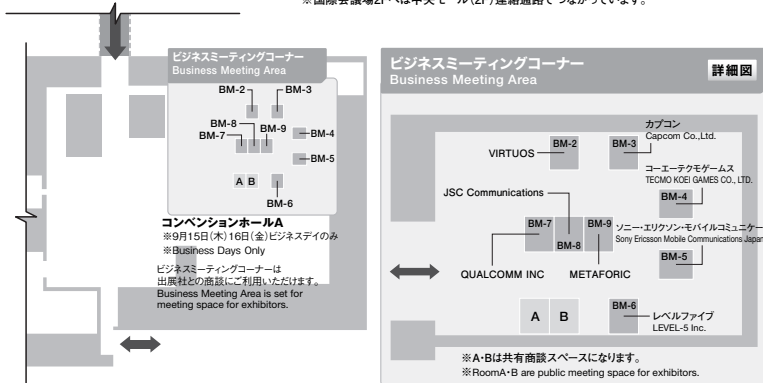 ※国際会議場2Fへは中央モール（2F）連絡通路でつながっています。
ビジネスミーティングコーナー
Business Meeting Area
BM-2
BM-3
BM-8
BM-9
BM-7
BM-4
BM-5
A B
BM-6
コンベンションホールA
※9月15日（木）16日（金）ビジネスデイのみ
※Business Days Only
ビジネスミーティングコーナーは
出展社との商談にご利用いただけます。
Business Meeting Area is set for
meeting space for exhibitors.
ビジネスミーティングコーナー
Business Meeting Area
詳細図
カプコン
Capcom Co.,Ltd.
VIRTUOS
BM-2
BM-3
コーエーテクモゲームス
TECMO KOEI GAMES CO., LTD.
JSC Communications
BM-4
BM-7
BM-8
BM-9
ソニー・エリクソン・モバイルコミュニケー
Sony Ericsson Mobile Communications Japan
BM-5
QUALCOMM INC
METAFORIC
A B
BM-6
レベルファイブ
LEVEL-5 Inc.
※A・Bは共有商談スペースになります。
※RoomA・B are public meeting space for exhibitors.